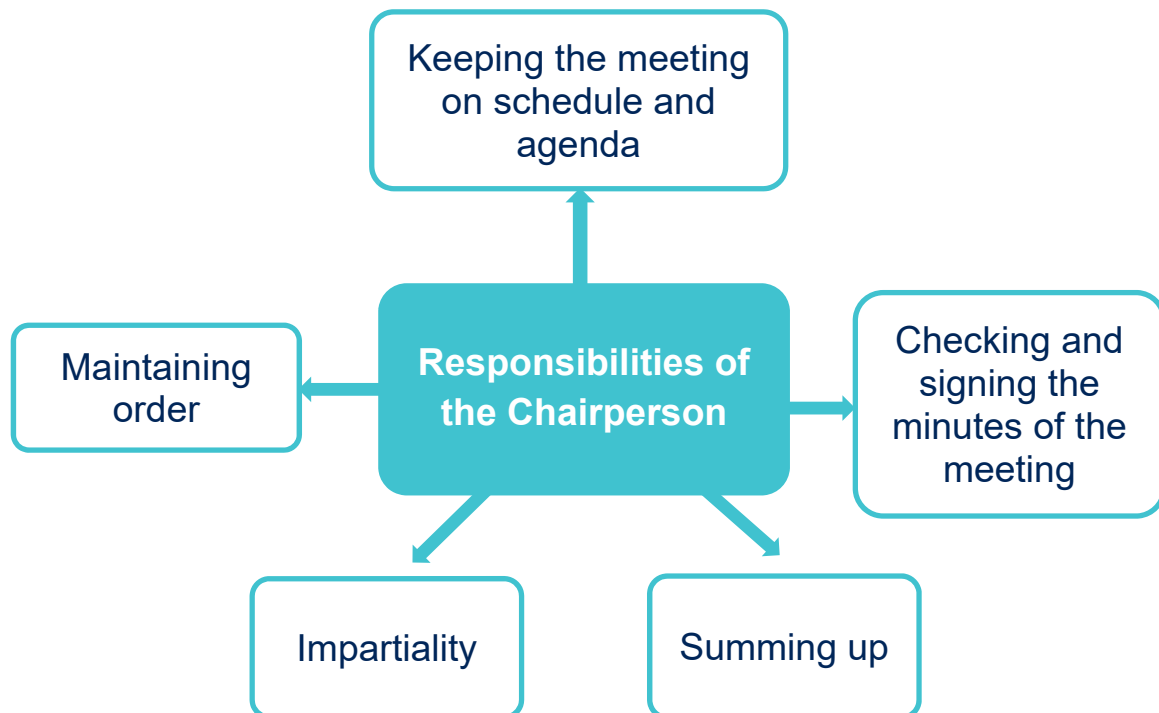 Keeping the meeting
on schedule and
agenda
Responsibilities of
the Chairperson
Maintaining
order
Checking and
signing the
minutes of the
meeting
Impartiality
Summing up